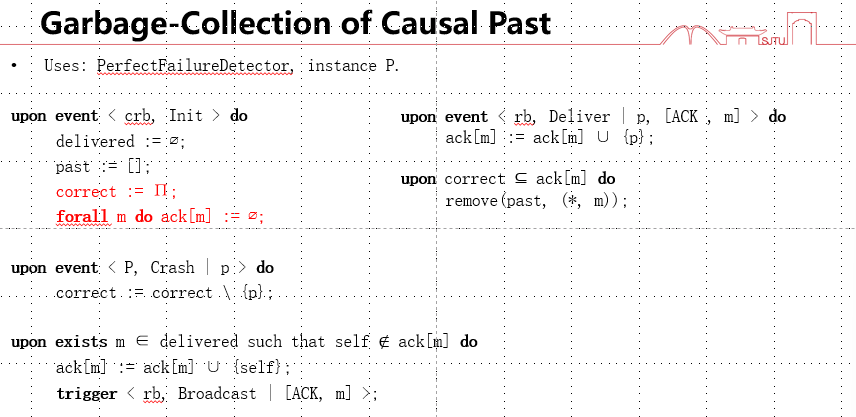 Garbage-Collection of Causal Past
SJTU
• Uses: PerfectFailureDetector, instance P.
upon event < crb, Init > do
delivered := ∅;
past := [];
correct := Π;
forall m do ack[m] := ∅;
upon event < P, Crash | p > do
correct := correct \ {p};
upon exists m ∈ delivered such that self ∉ ack[m] do
ack[m] := ack[m] ∪ {self};
trigger < rb, Broadcast | [ACK, m] >;
upon event < rb, Deliver | p, [ACK , m] > do
ack[m] := ack[m] ∪ {p};
upon correct ⊆ ack[m] do
remove(past, (*, m));